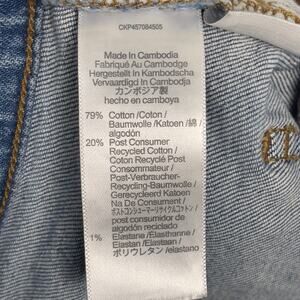 CKP457084505
Made In Cambodia
Fabriqué Au Cambodge
Hergestellt In Kambodscha
Vervaardigd In Cambodja
カンボジア製
hecho en camboya
79% Cotton /Coton /
Baumwolle /Katoen /綿 /
algodón
20% Post Consumer
Recycled Cotton /
Coton Recyclé Post
Consommateur /
Post-Verbraucher-
Recycling-Baumwolle /
Gerecycleerd Katoen
Na De Consument /
ポストコンシューマーリサイクルコットン /
post consumidor de
algodón reciclado
1% Elastane /Elasthanne /
Elastan /Elastaan /
ポリウレタン /elastano